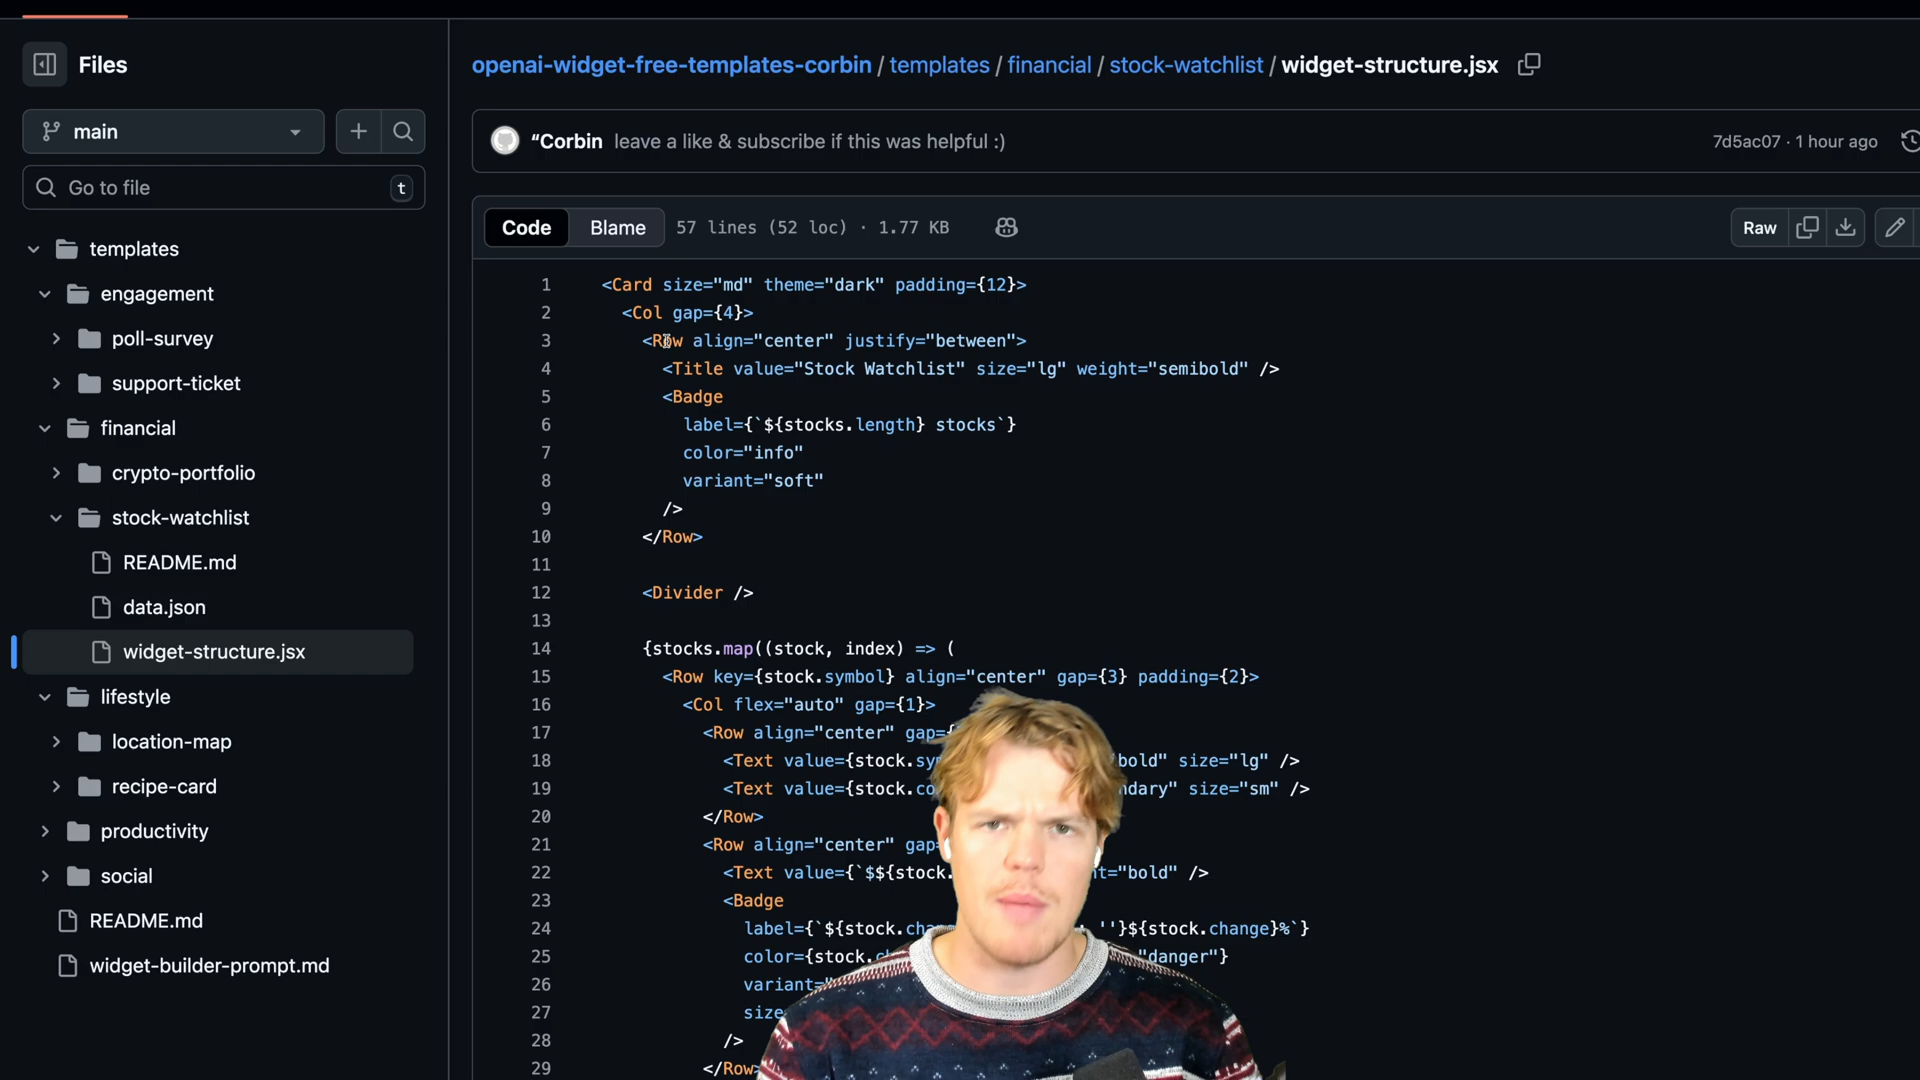 Files
main
Go to file
t
templates
engagement
poll-survey
support-ticket
financial
crypto-portfolio
stock-watchlist
README.md
data.json
widget-structure.jsx
lifestyle
location-map
recipe-card
productivity
social
README.md
widget-builder-prompt.md
openai-widget-free-templates-corbin / templates / financial / stock-watchlist / widget-structure.jsx
“Corbin leave a like & subscribe if this was helpful :)
7d5ac07 · 1 hour ago
Code Blame 57 lines (52 loc) · 1.77 KB
Raw
1 <Card size="md" theme="dark" padding={12}>
2 <Col gap={4}>
3 <Row align="center" justify="between">
4 <Title value="Stock Watchlist" size="lg" weight="semibold" />
5 <Badge
6 label={`${stocks.length} stocks`}
7 color="info"
8 variant="soft"
9 />
10 </Row>
11
12 <Divider />
13
14 {stocks.map((stock, index) => (
15 <Row key={stock.symbol} align="center" gap={3} padding={2}>
16 <Col flex="auto" gap={1}>
17 <Row align="center" gap={
18 <Text value={stock.sy bold" size="lg" />
19 <Text value={stock.co ndary" size="sm" />
20 </Row>
21 <Row align="center" gap=
22 <Text value={`$${stock. ht="bold" />
23 <Badge
24 label={`${stock.cha : ''}${stock.change}%`}
25 color={stock.c "danger"}
26 variant=
27 size
28 />
29 </Row>